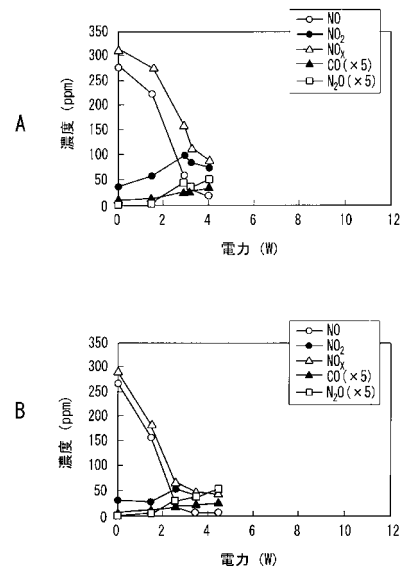 A
350
300
250
200
150
100
50
0
濃度 (ppm)
NO
NO₂
NOₓ
CO(×5)
N₂O(×5)
0 2 4 6 8 10 12
電力 (W)
B
350
300
250
200
150
100
50
0
濃度 (ppm)
NO
NO₂
NOₓ
CO(×5)
N₂O(×5)
0 2 4 6 8 10 12
電力 (W)